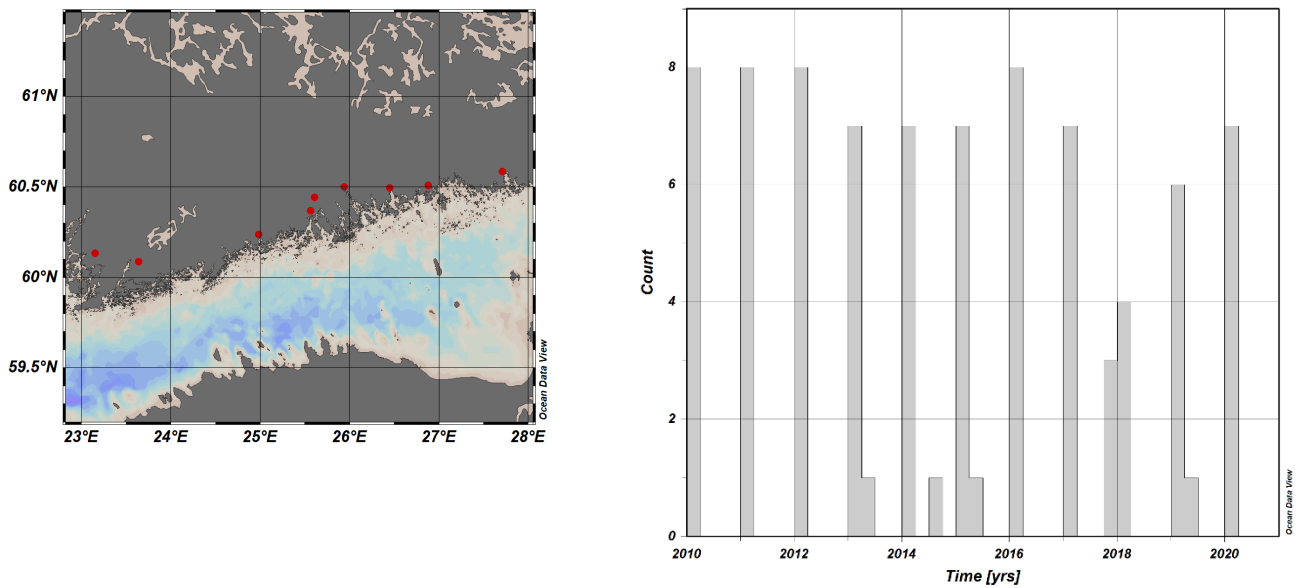 61°N
60.5°N
60°N
59.5°N
23°E 24°E 25°E 26°E 27°E 28°E
Ocean Data View
Count
8
6
4
2
0
2010 2012 2014 2016 2018 2020
Time [yrs]
Ocean Data View